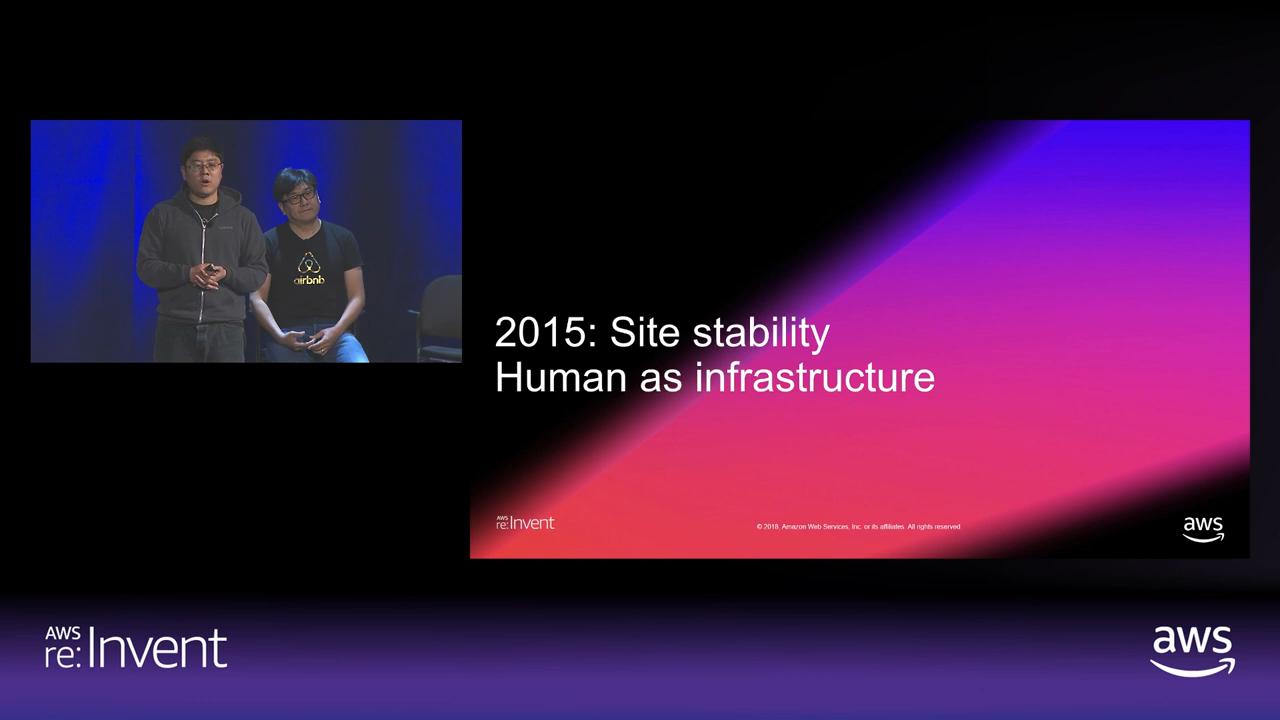 airbnb
2015: Site stability
Human as infrastructure
AWS
re:Invent
© 2018, Amazon Web Services, Inc. or its affiliates. All rights reserved.
aws
AWS
re:Invent
aws